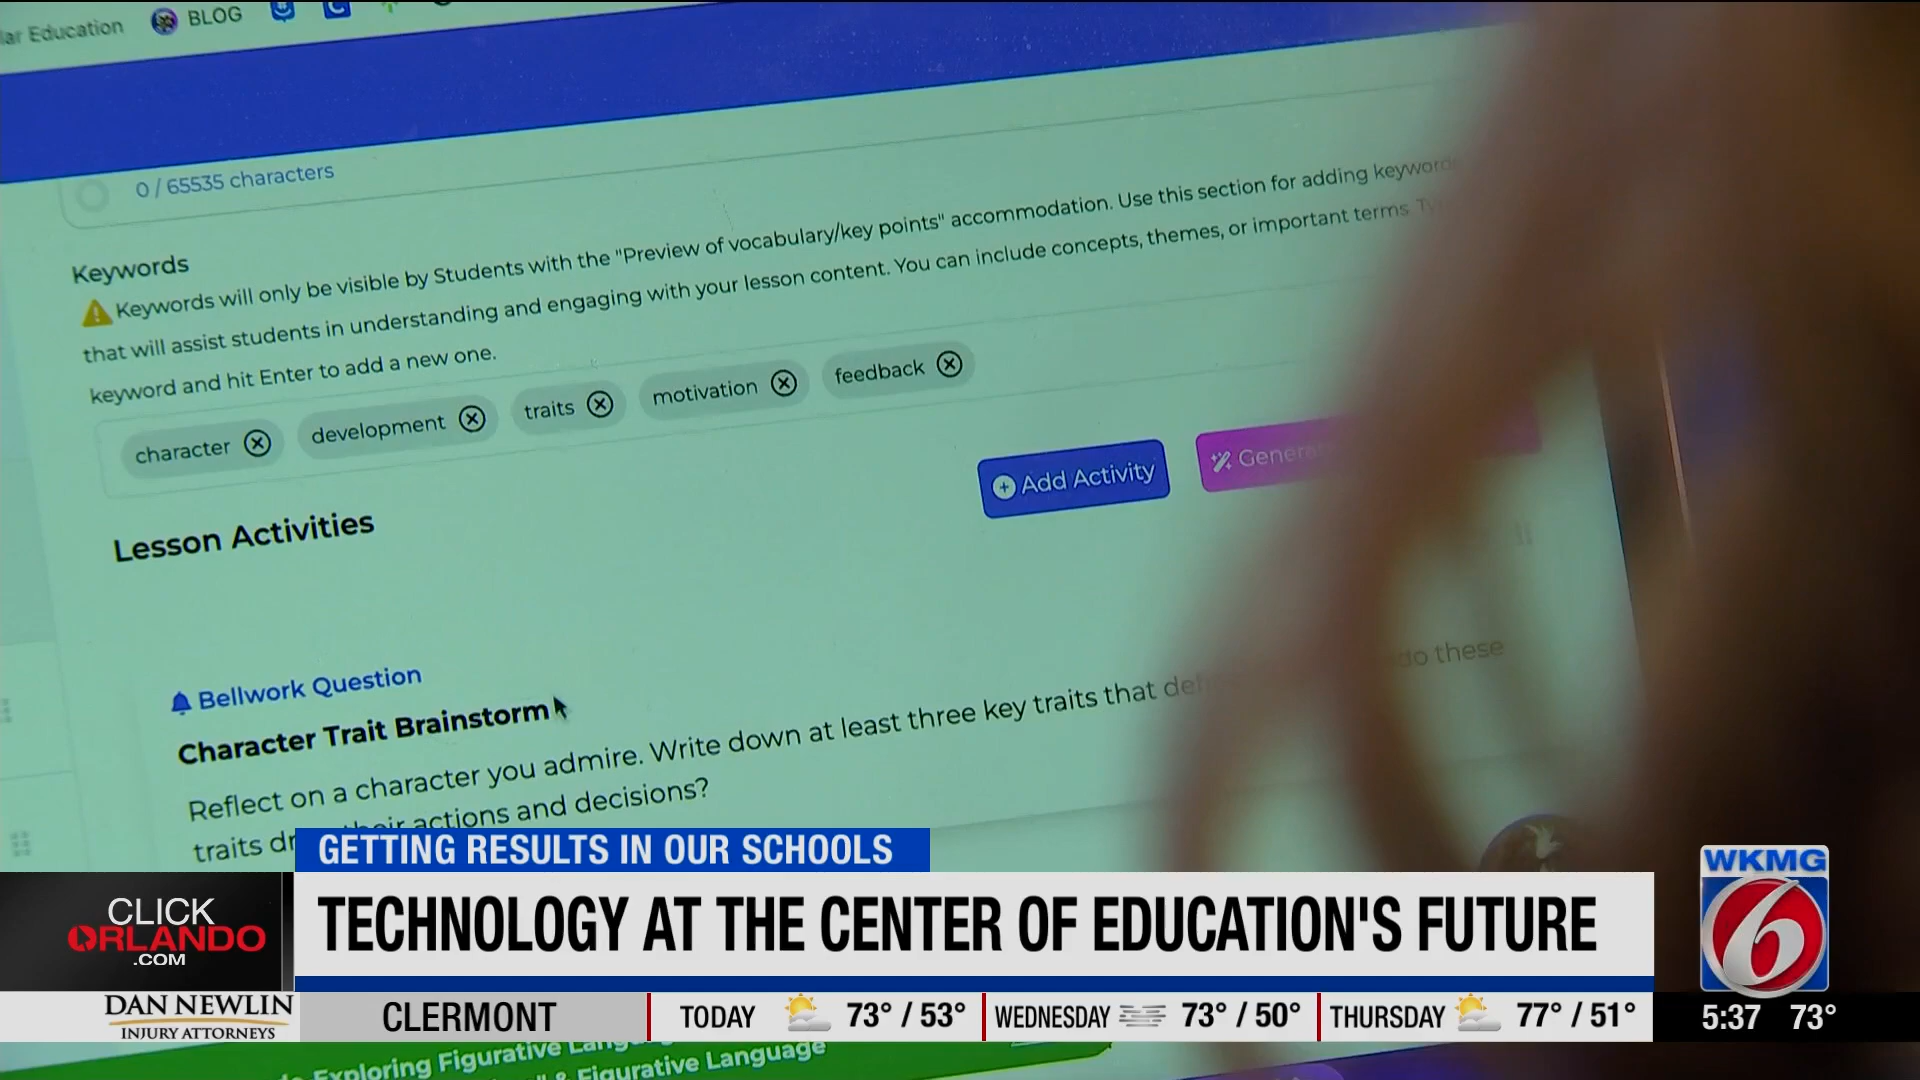 lar Education BLOG
0 / 65535 characters
Keywords
Keywords will only be visible by Students with the "Preview of vocabulary/key points" accommodation. Use this section for adding keywords
that will assist students in understanding and engaging with your lesson content. You can include concepts, themes, or important terms.
keyword and hit Enter to add a new one.
character development traits motivation feedback
Add Activity
Lesson Activities
Bellwork Question
Character Trait Brainstorm
Reflect on a character you admire. Write down at least three key traits that do these
traits their actions and decisions?
GETTING RESULTS IN OUR SCHOOLS
TECHNOLOGY AT THE CENTER OF EDUCATION'S FUTURE
CLICK
ORLANDO
.COM
WKMG
6
DAN NEWLIN
INJURY ATTORNEYS
CLERMONT
TODAY 73° / 53°
WEDNESDAY 73° / 50°
THURSDAY 77° / 51°
5:37 73°
Exploring Figurative
& Figurative Language